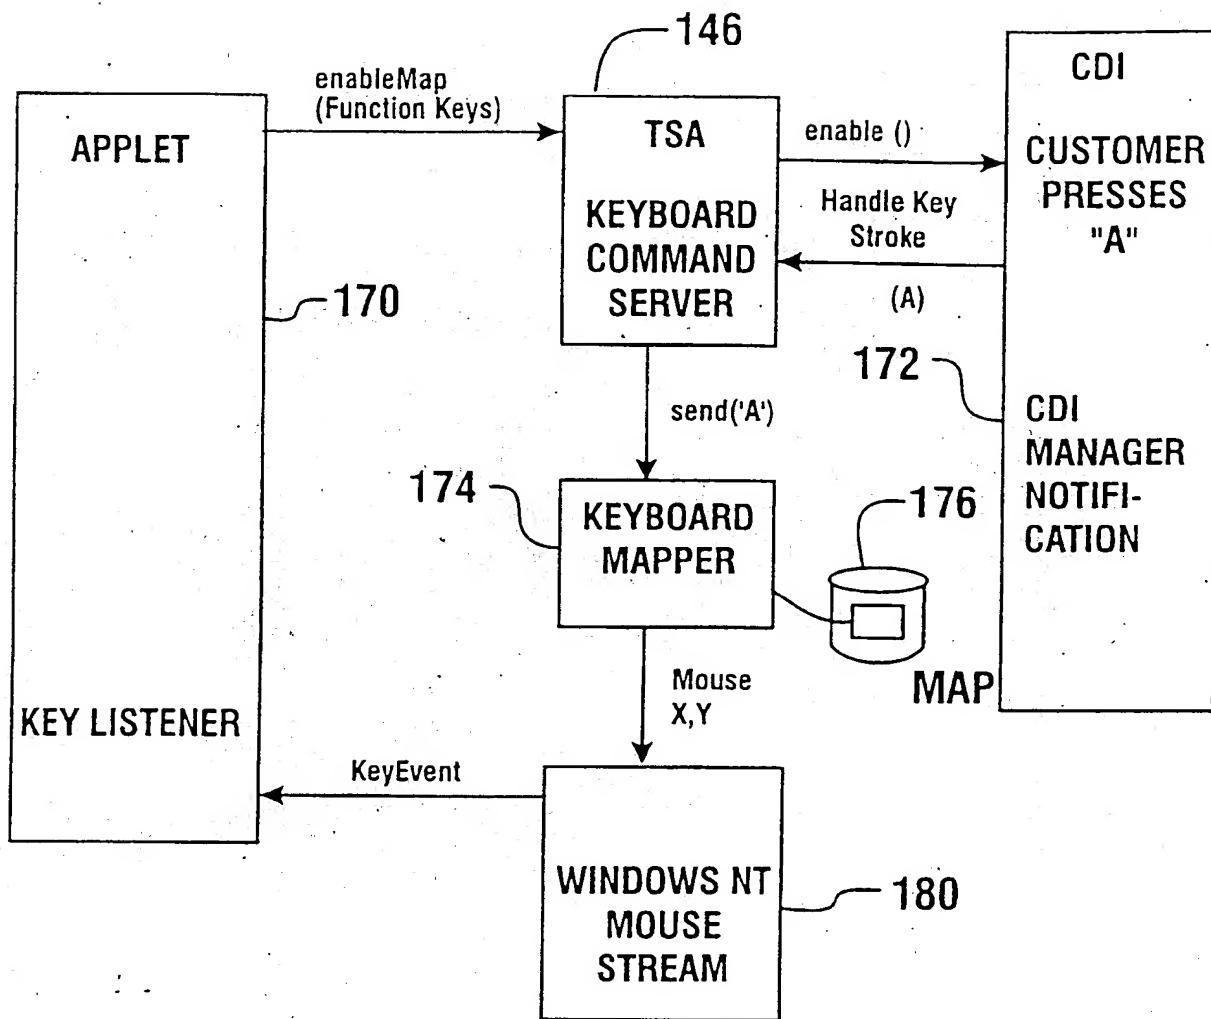 146
enableMap
(Function Keys)
APPLET
170
KEY LISTENER
TSA
KEYBOARD
COMMAND
SERVER
enable ()
Handle Key
Stroke
(A)
CDI
CUSTOMER
PRESSES
"A"
172
CDI
MANAGER
NOTIFI-
CATION
send('A')
174
KEYBOARD
MAPPER
176
MAP
Mouse
X,Y
KeyEvent
WINDOWS NT
MOUSE
STREAM
180